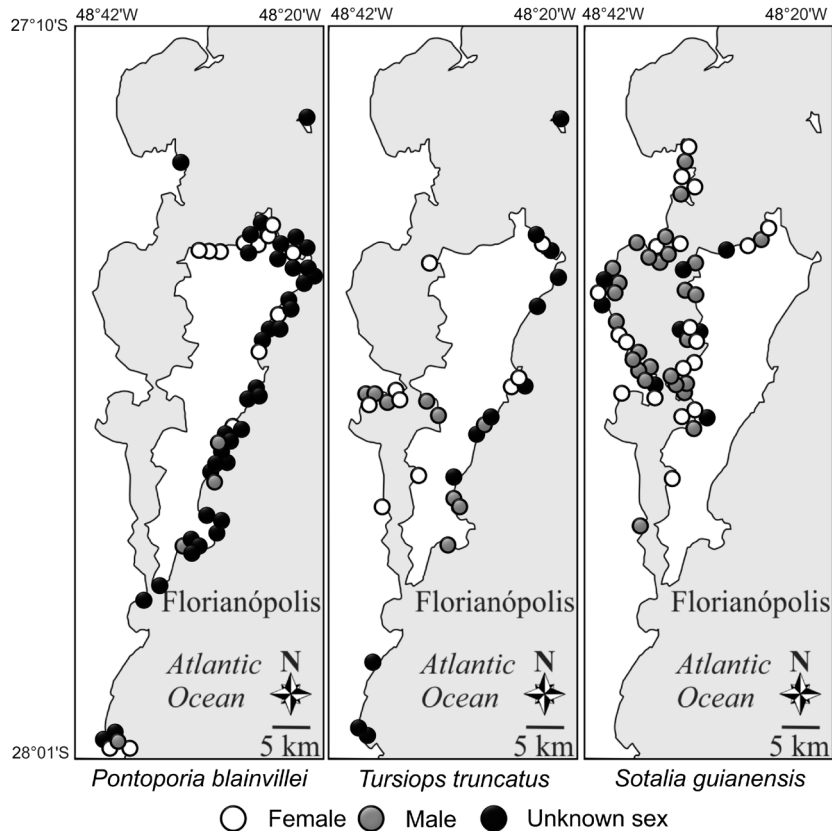 48°42'W 48°20'W 48°42'W 48°20'W 48°42'W 48°20'W
27°10'S
Florianópolis Florianópolis Florianópolis
Atlantic Ocean N Atlantic Ocean N Atlantic Ocean N
5 km 5 km 5 km
28°01'S
Pontoporia blainvillei Tursiops truncatus Sotalia guianensis
Female Male Unknown sex